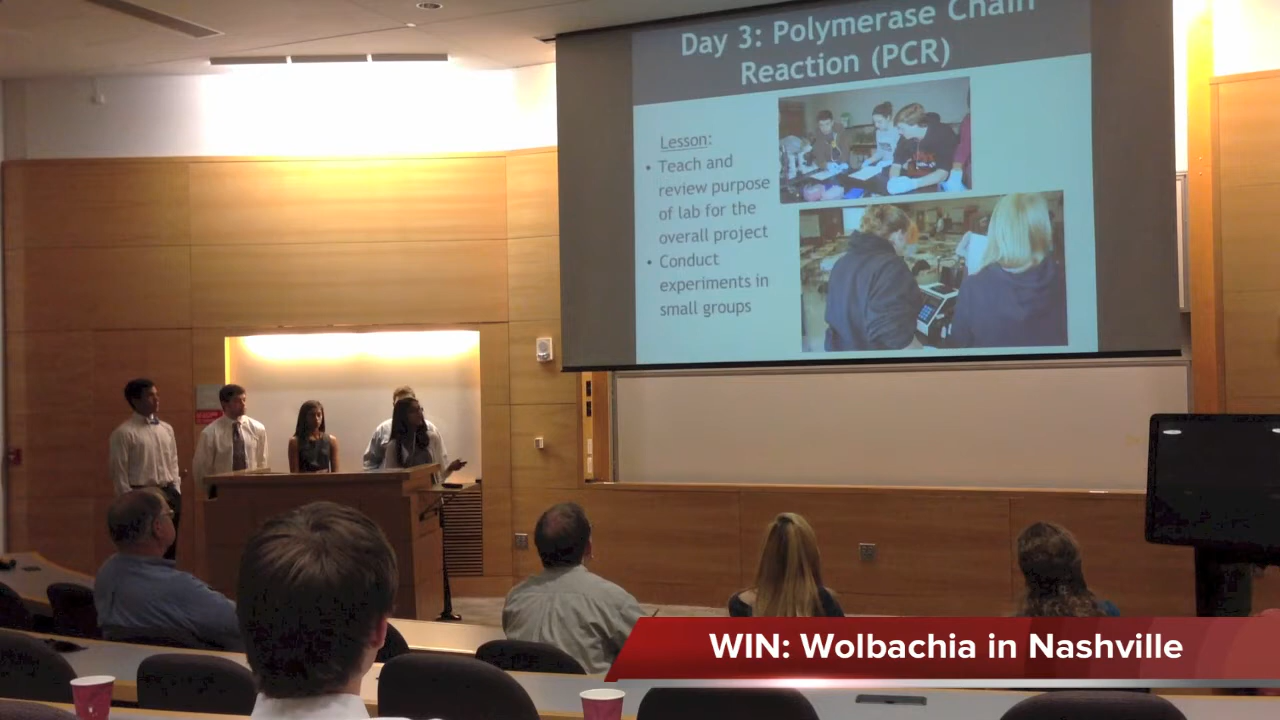 Day 3: Polymerase Chain
Reaction (PCR)
Lesson:
• Teach and
review purpose
of lab for the
overall project
• Conduct
experiments in
small groups
WIN: Wolbachia in Nashville